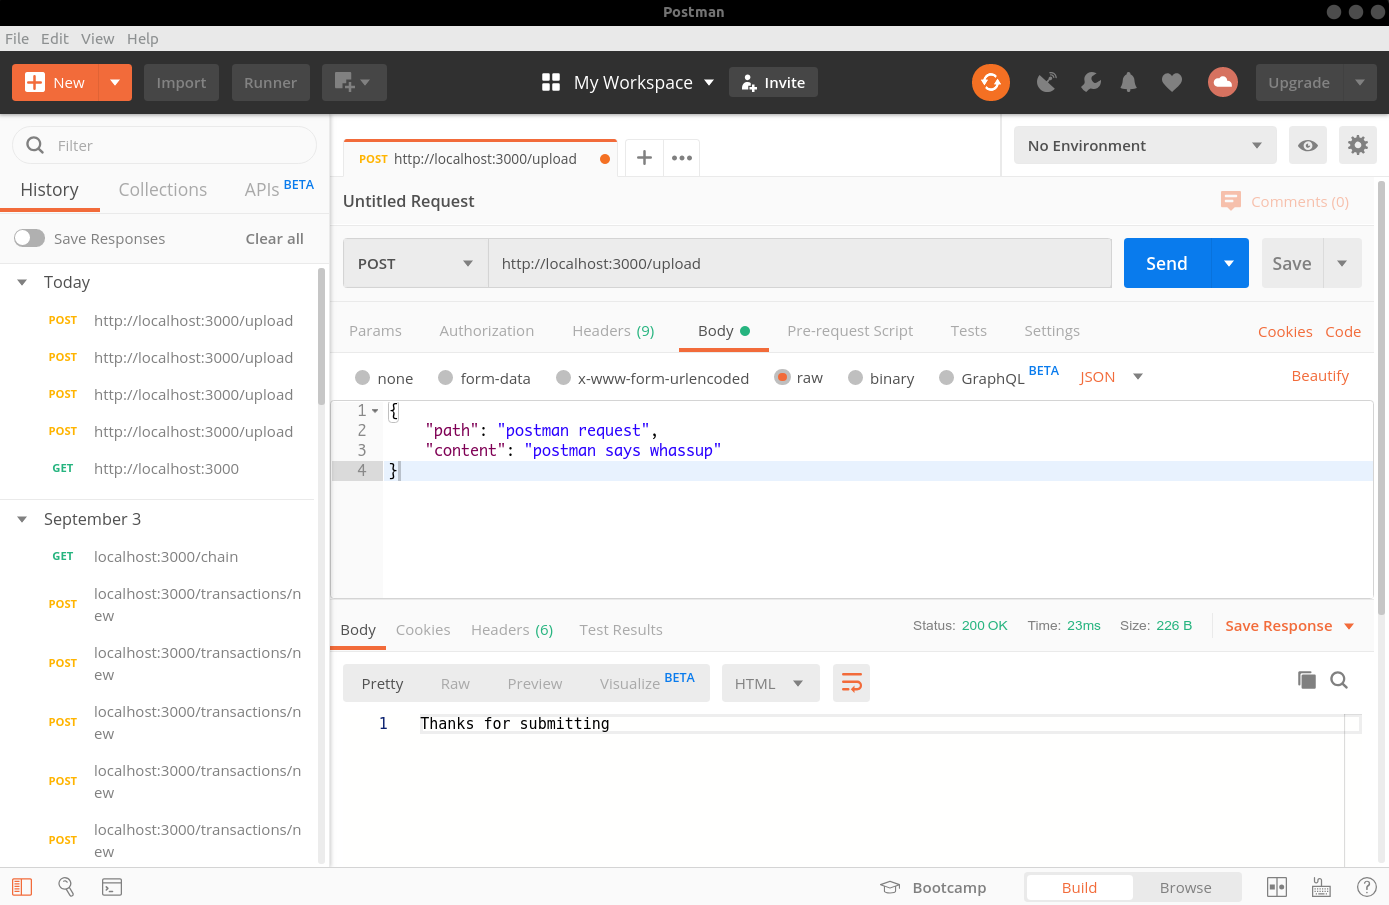 Postman
File Edit View Help
New Import Runner My Workspace Invite Upgrade
Filter
History Collections APIs BETA
Save Responses Clear all
Today
POST http://localhost:3000/upload
POST http://localhost:3000/upload
POST http://localhost:3000/upload
POST http://localhost:3000/upload
GET http://localhost:3000
September 3
GET localhost:3000/chain
POST localhost:3000/transactions/n
ew
POST localhost:3000/transactions/n
ew
POST localhost:3000/transactions/n
ew
POST localhost:3000/transactions/n
ew
POST localhost:3000/transactions/n
ew
POST http://localhost:3000/upload
No Environment
Untitled Request Comments (0)
POST http://localhost:3000/upload Send Save
Params Authorization Headers (9) Body Pre-request Script Tests Settings Cookies Code
none form-data x-www-form-urlencoded raw binary GraphQL BETA JSON Beautify
1 {
2 "path": "postman request",
3 "content": "postman says whassup"
4 }
Body Cookies Headers (6) Test Results Status: 200 OK Time: 23ms Size: 226 B Save Response
Pretty Raw Preview Visualize BETA HTML
1 Thanks for submitting
Bootcamp Build Browse